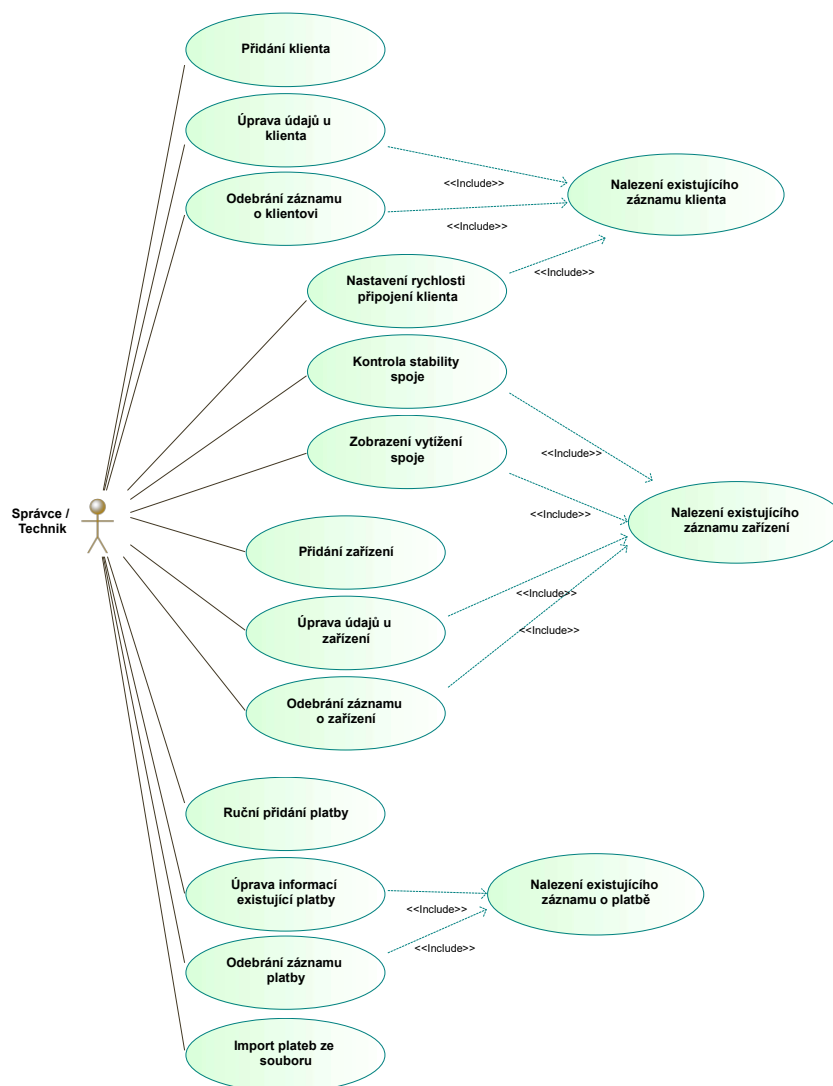 Přidání klienta
Úprava údajů u
klienta
<<Include>>
Nalezení existujícího
záznamu klienta
Odebrání záznamu
o klientovi
<<Include>>
Nastavení rychlosti
připojení klienta
<<Include>>
Kontrola stability
spoje
<<Include>>
Zobrazení vytížení
spoje
<<Include>>
Správce /
Technik
Nalezení existujícího
záznamu zařízení
Přidání zařízení
<<Include>>
Úprava údajů u
zařízení
<<Include>>
Odebrání záznamu
o zařízení
Ruční přidání platby
Úprava informací
existující platby
<<Include>>
Nalezení existujícího
záznamu o platbě
<<Include>>
Odebrání záznamu
platby
Import plateb ze
souboru